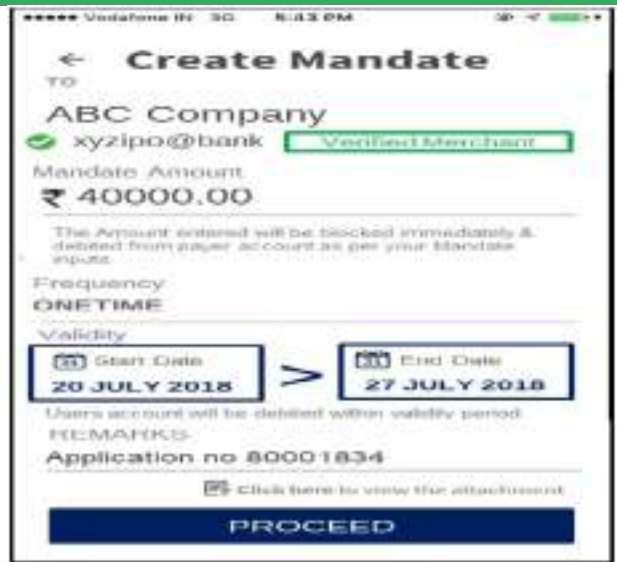 Vodafone IN 3G 5:43 PM
← Create Mandate
TO
ABC Company
xyzipo@bank Verified Merchant
Mandate Amount
₹ 40000.00
The Amount entered will be blocked immediately &
debited from payer account as per your Mandate
inputs.
Frequency
ONETIME
Validity
31 Start Date > 31 End Date
20 JULY 2018 27 JULY 2018
Users account will be debited within validity period
REMARKS
Application no 80001834
Click here to view the attachment
PROCEED